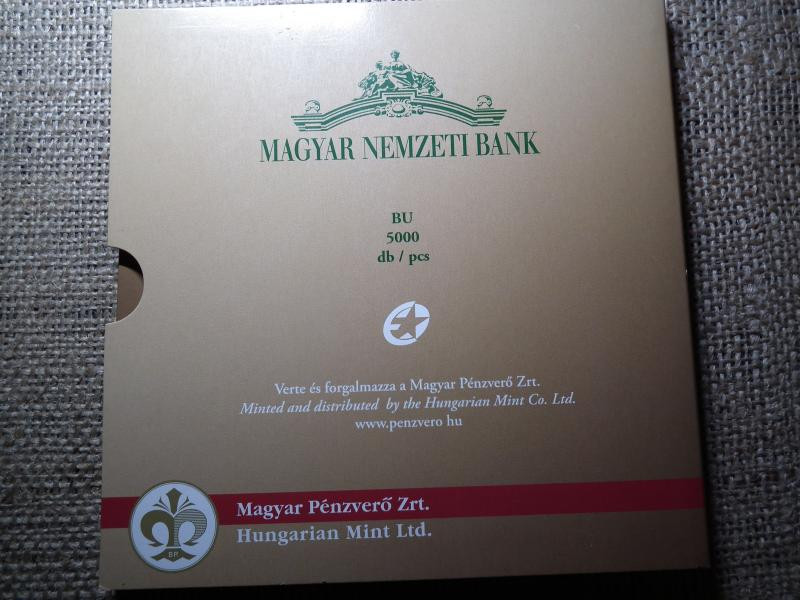 MAGYAR NEMZETI BANK
BU
5000
db / pcs
Verte és forgalmazza a Magyar Pénzverő Zrt.
Minted and distributed by the Hungarian Mint Co. Ltd.
www.penzvero hu
Magyar Pénzverő Zrt.
Hungarian Mint Ltd.
BP.